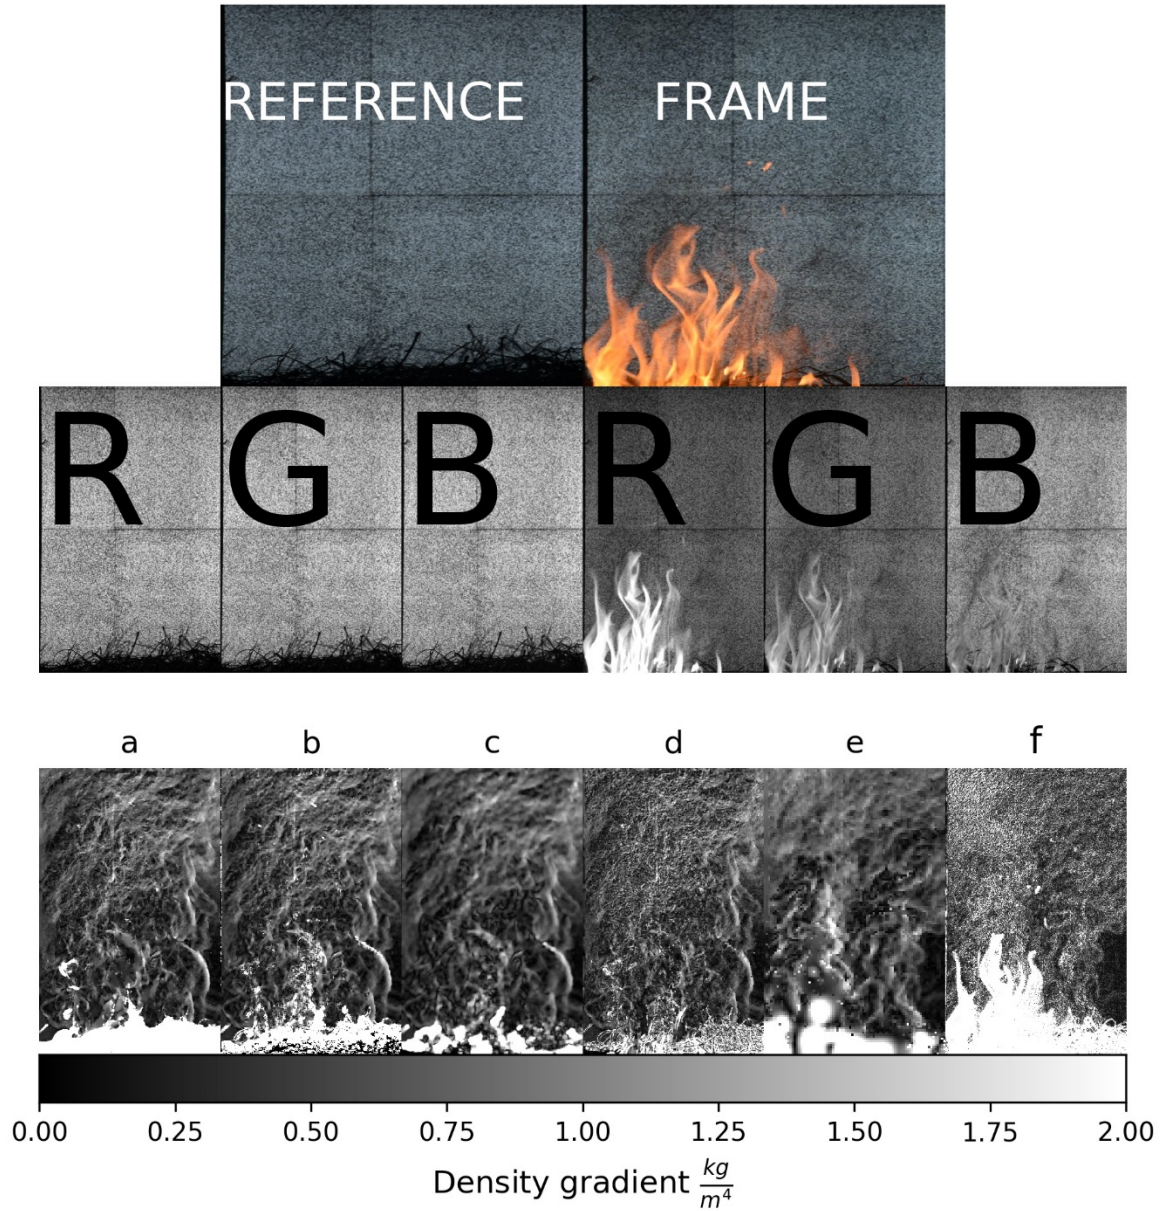 REFERENCE FRAME
R G B R G B
a b c d e f
0.00 0.25 0.50 0.75 1.00 1.25 1.50 1.75 2.00
Density gradient kg/m⁴